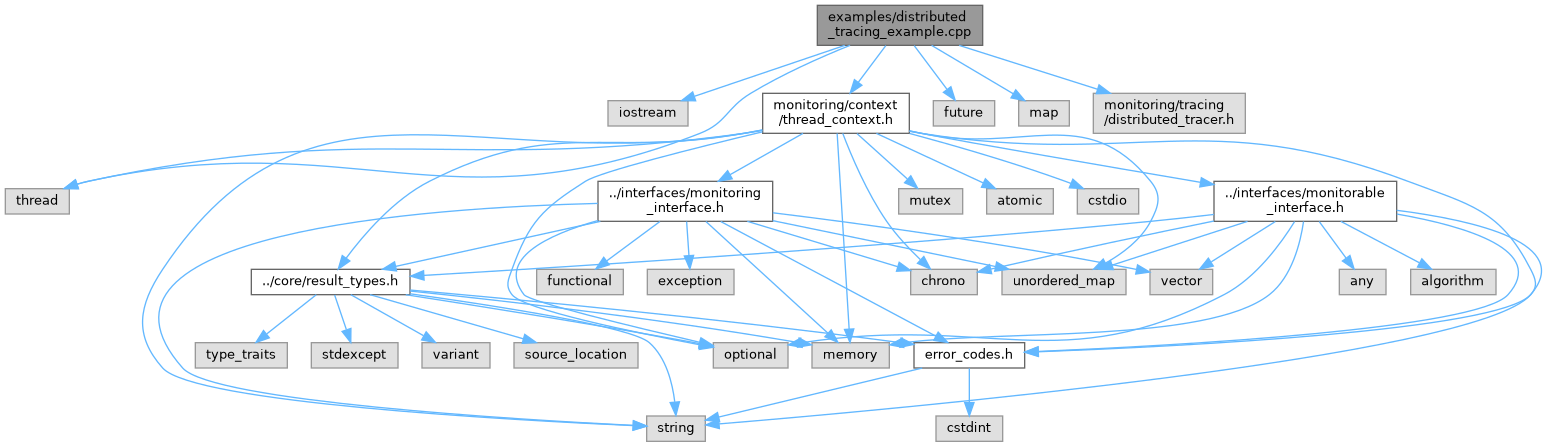 examples/distributed
_tracing_example.cpp
iostream
monitoring/context
/thread_context.h
future
map
monitoring/tracing
/distributed_tracer.h
thread
../interfaces/monitoring
_interface.h
mutex
atomic
cstdio
../interfaces/monitorable
_interface.h
../core/result_types.h
functional
exception
chrono
unordered_map
vector
any
algorithm
type_traits
stdexcept
variant
source_location
optional
memory
error_codes.h
string
cstdint